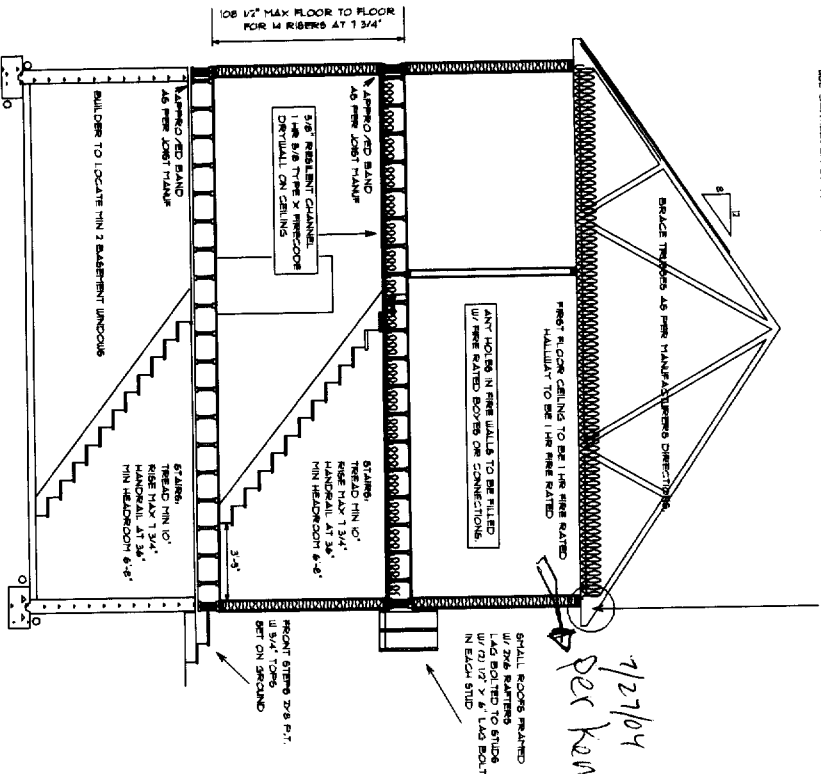 108 1/2" MAX FLOOR TO FLOOR
FOR 14 RISERS AT 7 3/4"
APPROVED BAND
AS PER JOIST MANUF
BUILDER TO LOCATE MIN 2 BASEMENT WINDOWS
STAIRS:
TREAD MIN 10"
RISE MAX 7 3/4"
HANDRAIL AT 36"
MIN HEADROOM 6'-8"
APPROVED BAND
AS PER JOIST MANUF
5/8" RESILENT CHANNEL
1 HR 5/8 TYPE X FIRECODE
DRYWALL ON CEILING
STAIRS:
TREAD MIN 10"
RISE MAX 7 3/4"
HANDRAIL AT 36"
MIN HEADROOM 6'-8"
3'-5"
FRONT STEPS 2X8 P.T.
W 5/4" TOPS
SET ON GROUND
ANY HOLES IN FIRE WALLS TO BE FILLED
W/ FIRE RATED BOXES OR CONNECTIONS.
FIRST FLOOR CEILING TO BE 1 HR FIRE RATED
HALLWAY TO BE 1 HR FIRE RATED
BRACE TRUSSES AS PER MANUFACTURERS DIRECTIONS.
12
8
SMALL ROOFS FRAMED
W/ 2X6 RAFTERS
LAG BOLTED TO STUDS
W/ (2) 1/2" X 6" LAG BOLT
IN EACH STUD
7/27/04
per Ken